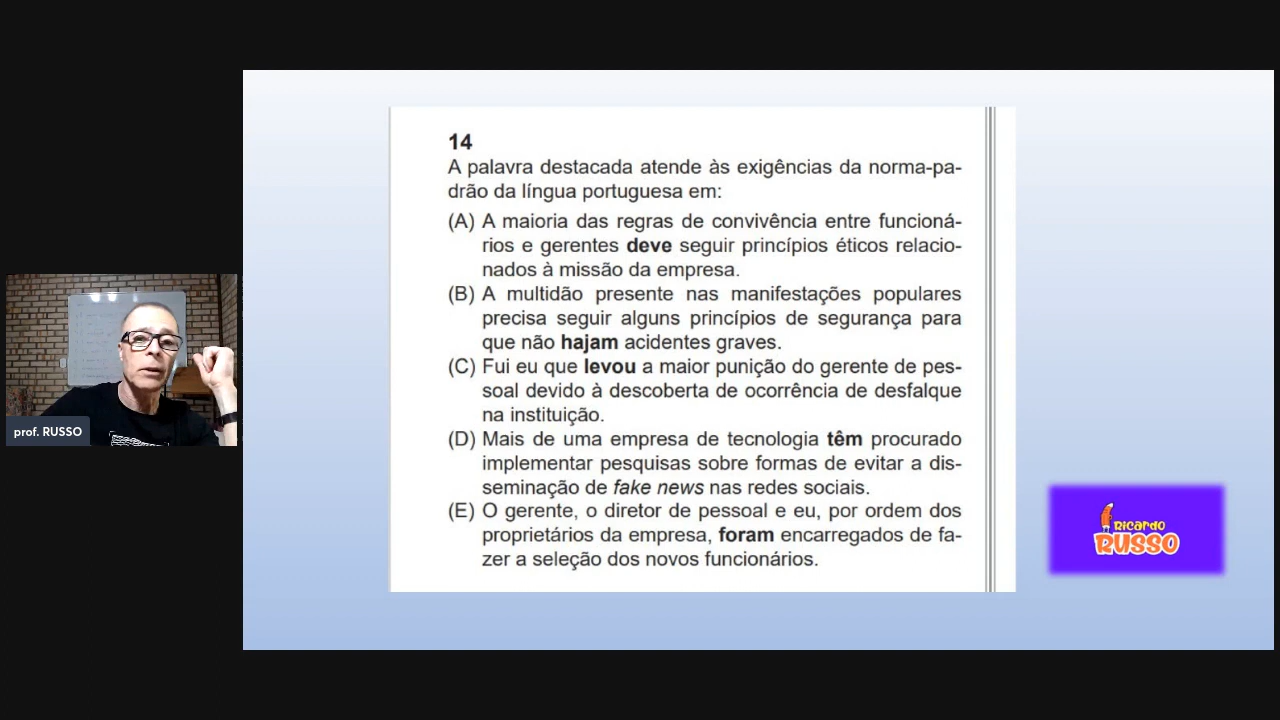 14
A palavra destacada atende às exigências da norma-pa-
drão da língua portuguesa em:
(A) A maioria das regras de convivência entre funcioná-
rios e gerentes deve seguir princípios éticos relacio-
nados à missão da empresa.
(B) A multidão presente nas manifestações populares
precisa seguir alguns princípios de segurança para
que não hajam acidentes graves.
(C) Fui eu que levou a maior punição do gerente de pes-
soal devido à descoberta de ocorrência de desfalque
na instituição.
(D) Mais de uma empresa de tecnologia têm procurado
implementar pesquisas sobre formas de evitar a dis-
seminação de fake news nas redes sociais.
(E) O gerente, o diretor de pessoal e eu, por ordem dos
proprietários da empresa, foram encarregados de fa-
zer a seleção dos novos funcionários.
prof. RUSSO
RICARDO
RUSSO